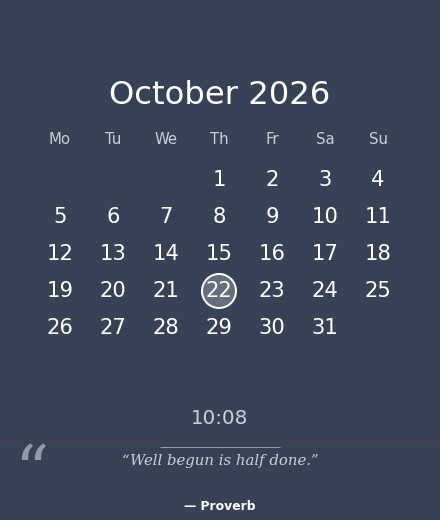 October 2026
Mo Tu We Th Fr Sa Su
1 2 3 4
5 6 7 8 9 10 11
12 13 14 15 16 17 18
19 20 21 22 23 24 25
26 27 28 29 30 31
10:08
“
“Well begun is half done.”
— Proverb